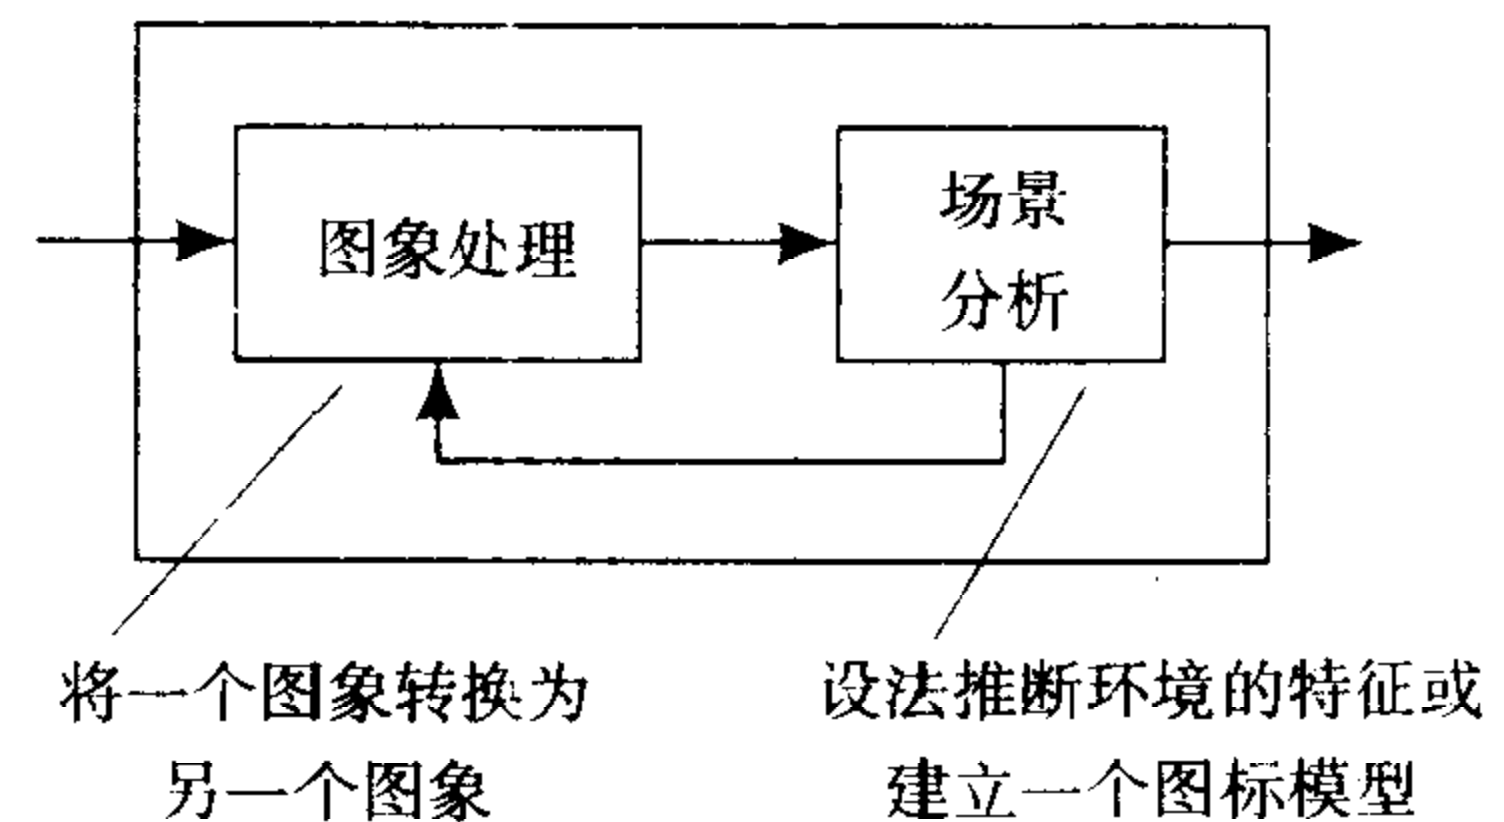 图象处理
场景
分析
将一个图象转换为
另一个图象
设法推断环境的特征或
建立一个图标模型